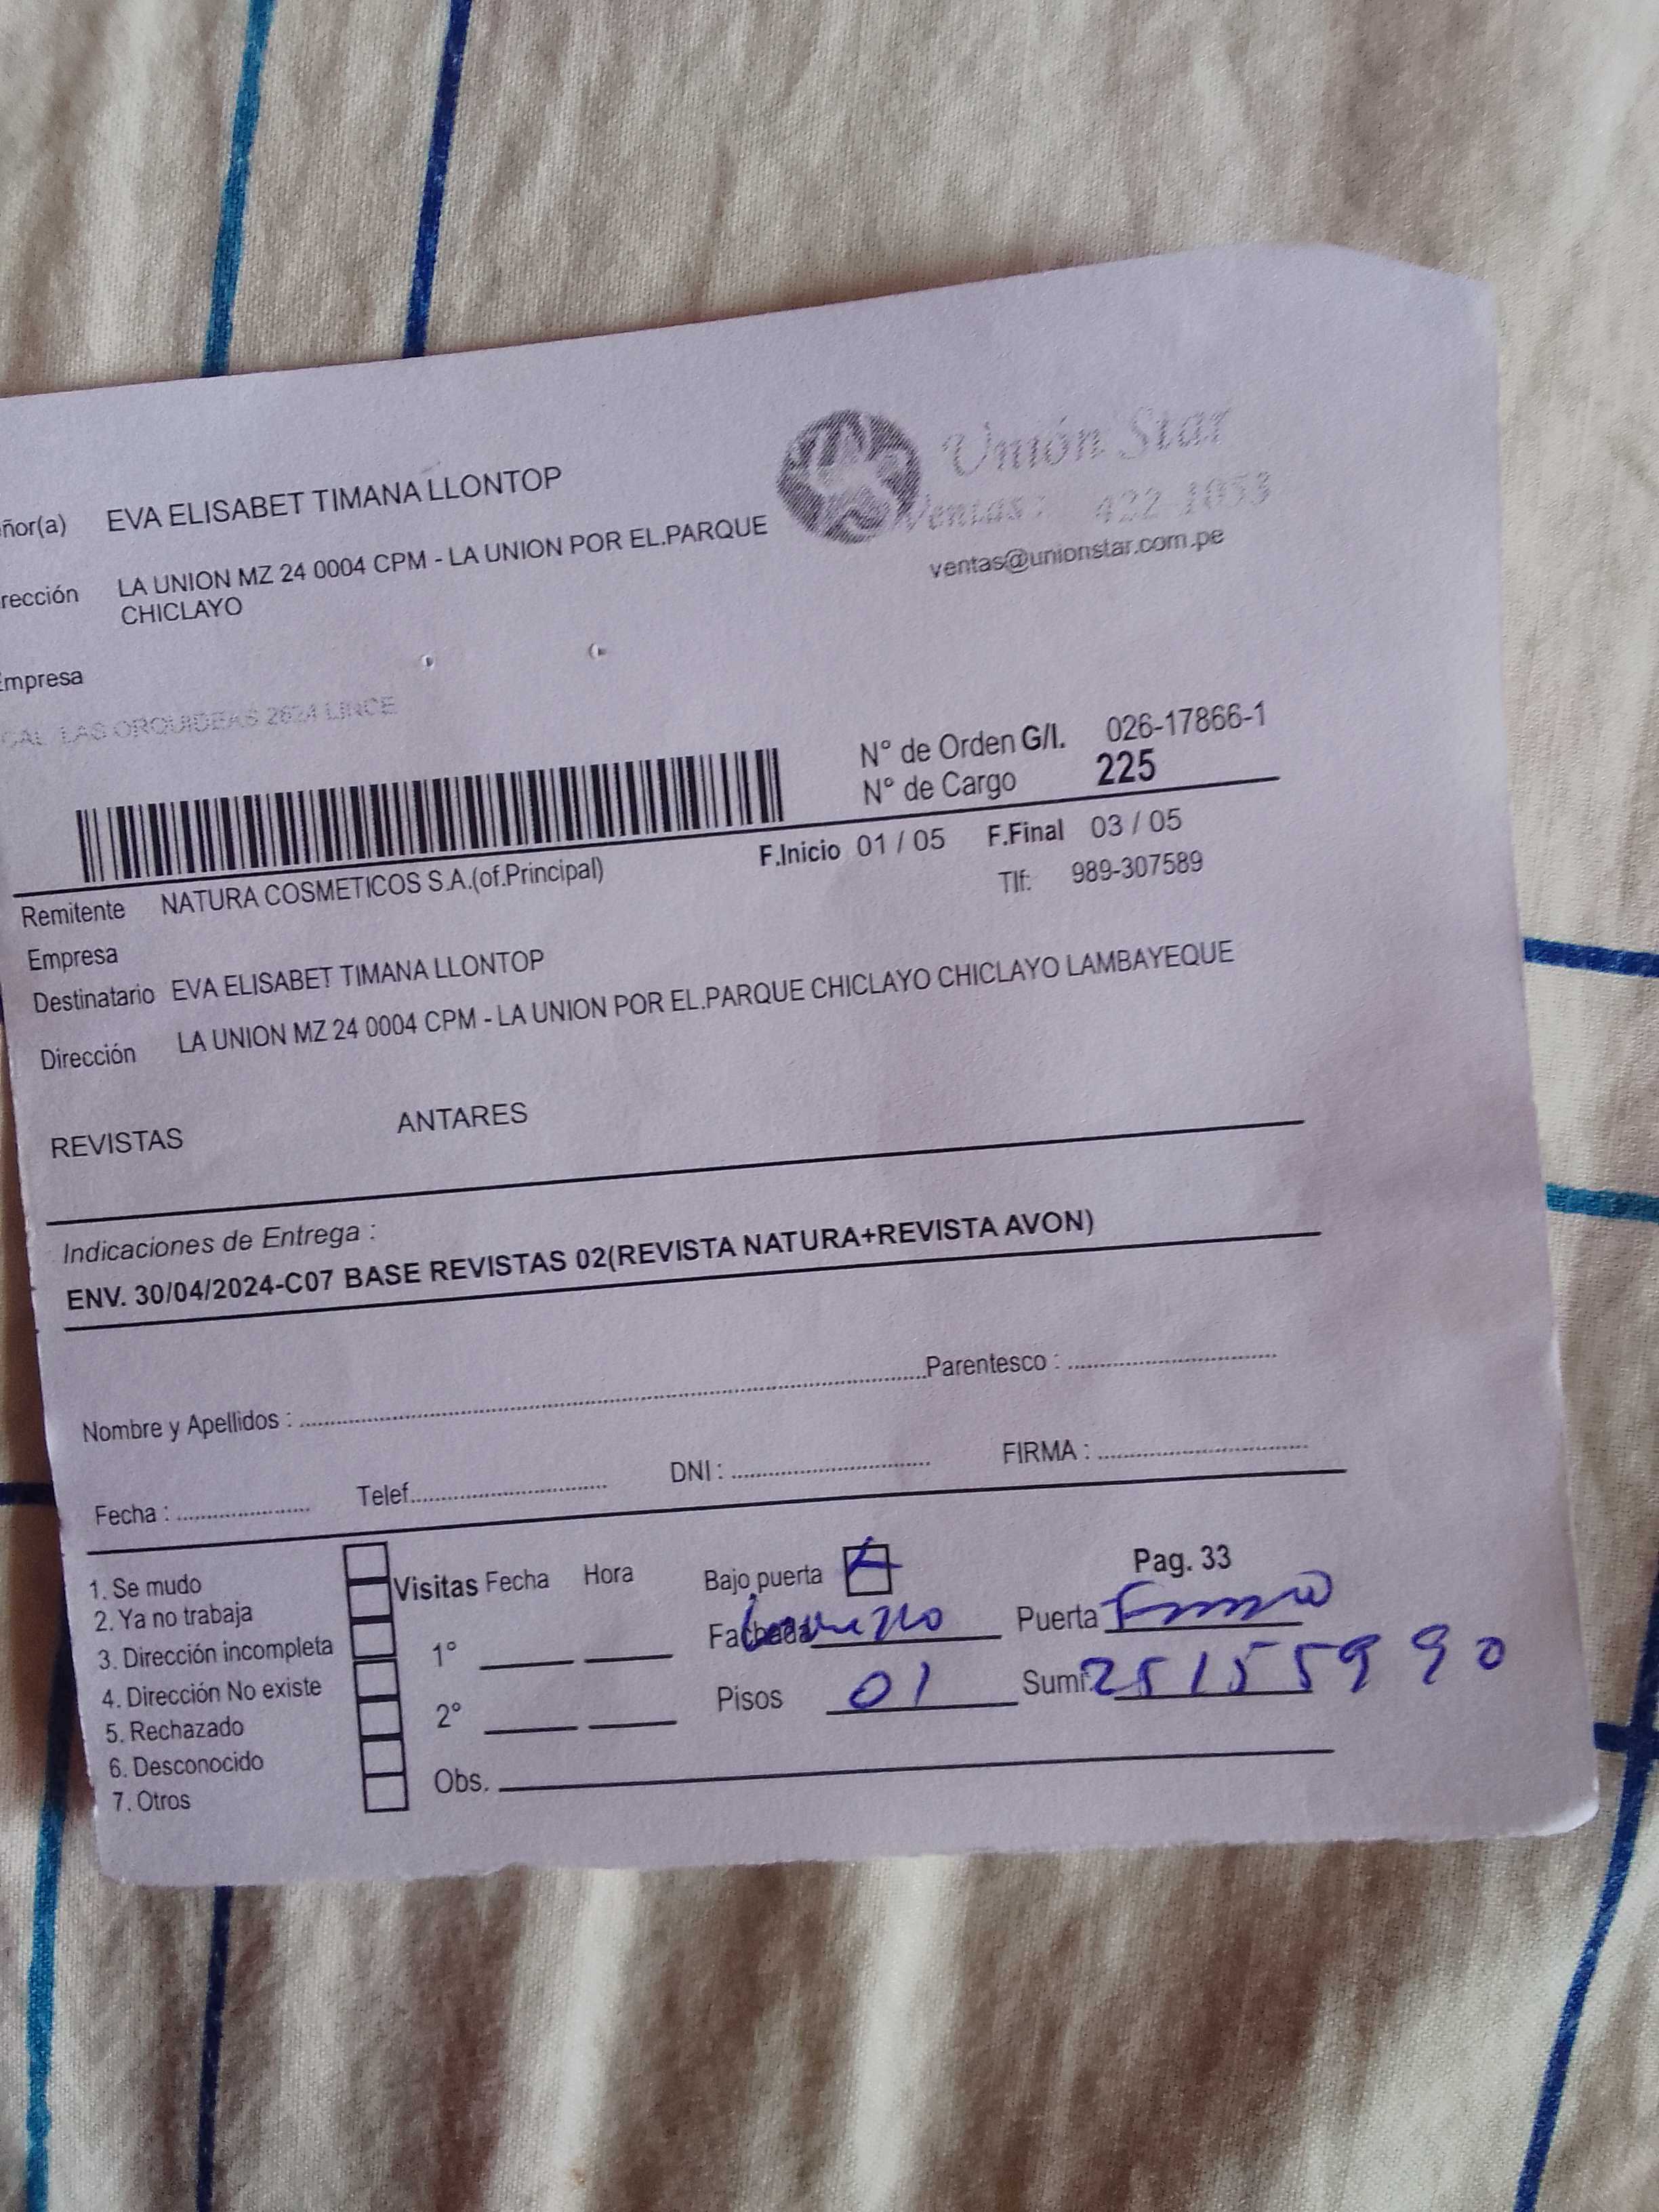 ñor(a) EVA ELISABET TIMANA LLONTOP
Unión Star
Ventas: 422-1053
ventas@unionstar.com.pe
rección LA UNION MZ 24 0004 CPM - LA UNION POR EL.PARQUE
CHICLAYO
Empresa
CAL LAS ORQUIDEAS 2624 LINCE
N° de Orden G/I. 026-17866-1
N° de Cargo 225
F.Inicio 01 / 05 F.Final 03 / 05
Remitente NATURA COSMETICOS S.A.(of.Principal) Tlf: 989-307589
Empresa
Destinatario EVA ELISABET TIMANA LLONTOP
Dirección LA UNION MZ 24 0004 CPM - LA UNION POR EL.PARQUE CHICLAYO CHICLAYO LAMBAYEQUE
REVISTAS ANTARES
Indicaciones de Entrega :
ENV. 30/04/2024-C07 BASE REVISTAS 02(REVISTA NATURA+REVISTA AVON)
Nombre y Apellidos : Parentesco :
Fecha : Telef. DNI : FIRMA :
1. Se mudo Visitas Fecha Hora Bajo puerta Pag. 33
2. Ya no trabaja
3. Dirección incompleta 1° Fachada Puerta
4. Dirección No existe
5. Rechazado 2° Pisos 01 Sumi. 25155990
6. Desconocido
7. Otros Obs.